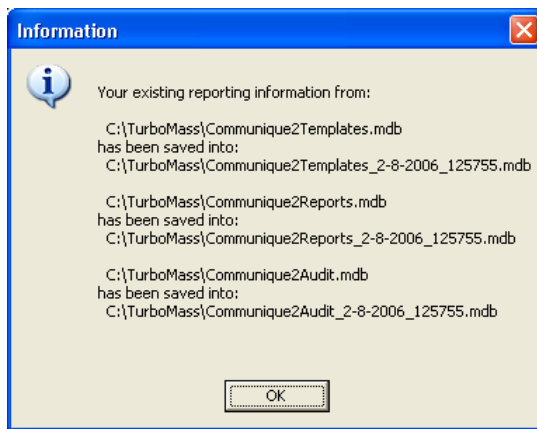 Information
Your existing reporting information from:
C:\TurboMass\Communique2Templates.mdb
has been saved into:
C:\TurboMass\Communique2Templates_2-8-2006_125755.mdb
C:\TurboMass\Communique2Reports.mdb
has been saved into:
C:\TurboMass\Communique2Reports_2-8-2006_125755.mdb
C:\TurboMass\Communique2Audit.mdb
has been saved into:
C:\TurboMass\Communique2Audit_2-8-2006_125755.mdb
OK